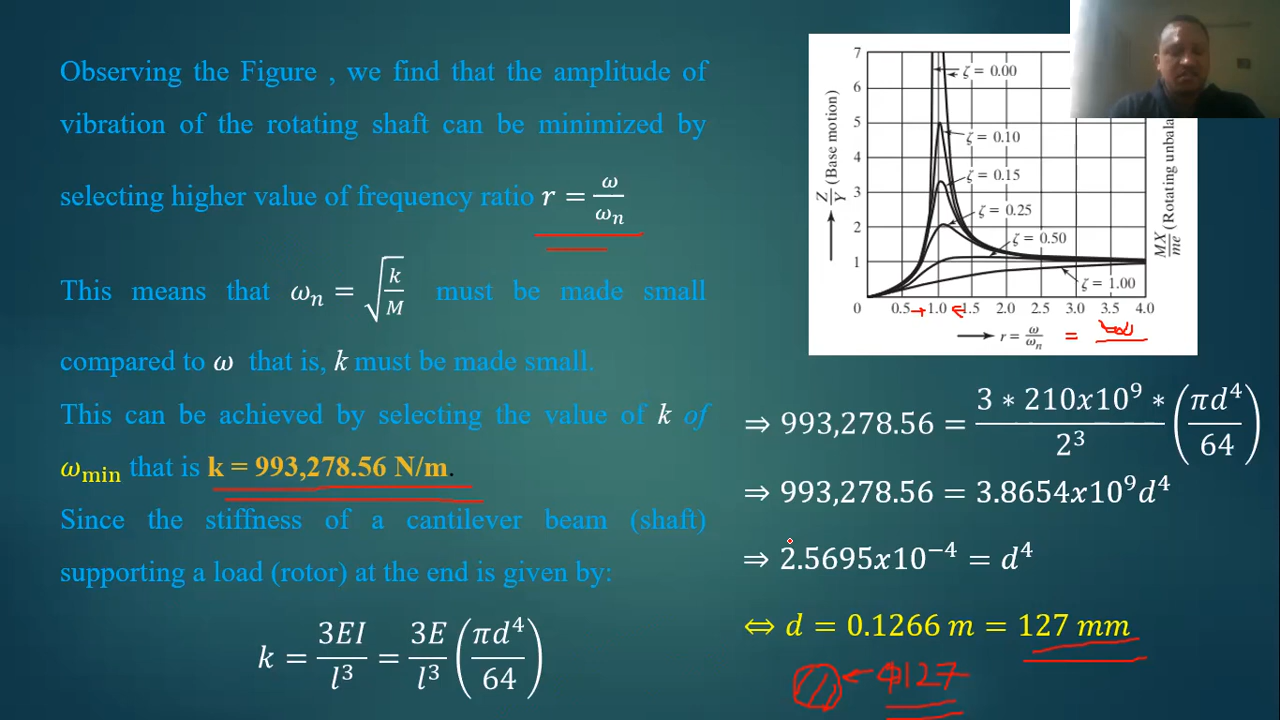 Observing the Figure , we find that the amplitude of
vibration of the rotating shaft can be minimized by
selecting higher value of frequency ratio r = ω/ωₙ
This means that ωₙ = √(k/M) must be made small
compared to ω that is, k must be made small.
This can be achieved by selecting the value of k of
ω_min that is k = 993,278.56 N/m.
Since the stiffness of a cantilever beam (shaft)
supporting a load (rotor) at the end is given by:
k = 3EI/l³ = 3E/l³ (πd⁴/64)
7
6
5
4
3
2
1
0
Z/Y (Base motion)
ζ = 0.00
ζ = 0.10
ζ = 0.15
ζ = 0.25
ζ = 0.50
ζ = 1.00
MX/me (Rotating unbala
0.5 1.0 1.5 2.0 2.5 3.0 3.5 4.0
r = ω/ωₙ =
⇒ 993,278.56 = 3 * 210x10⁹ * / 2³ (πd⁴/64)
⇒ 993,278.56 = 3.8654x10⁹d⁴
⇒ 2.5695x10⁻⁴ = d⁴
⇔ d = 0.1266 m = 127 mm
ϕ127